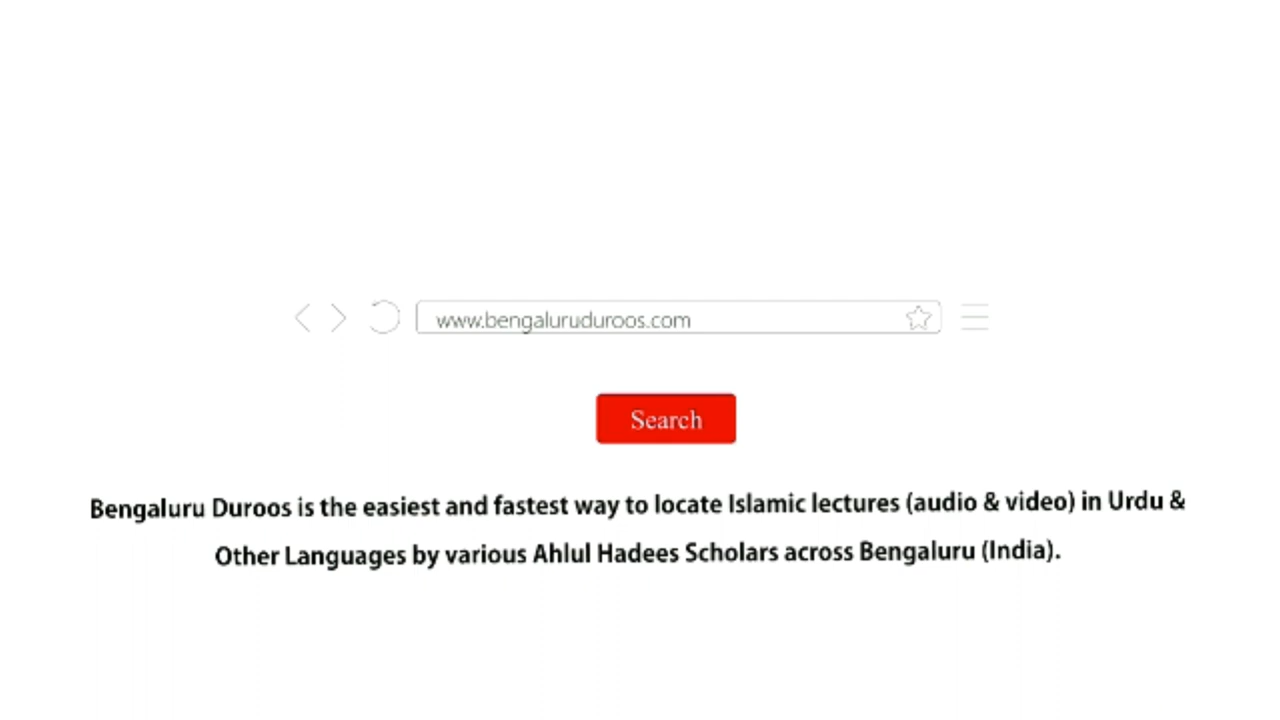 www.bengaluruduroos.com
Search
Bengaluru Duroos is the easiest and fastest way to locate Islamic lectures (audio & video) in Urdu &
Other Languages by various Ahlul Hadees Scholars across Bengaluru (India).